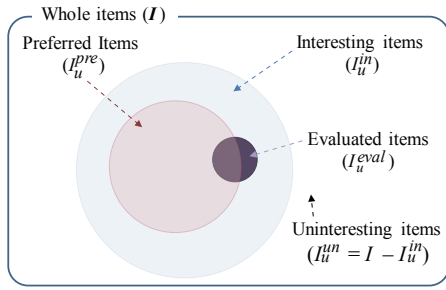 Whole items (I)
Preferred Items
(I_u^{pre})
Interesting items
(I_u^{in})
Evaluated items
(I_u^{eval})
Uninteresting items
(I_u^{un} = I − I_u^{in})